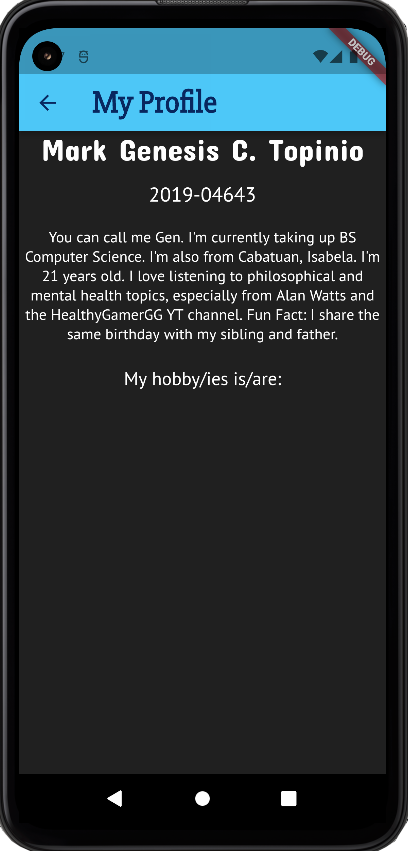 DEBUG
My Profile
Mark Genesis C. Topinio
2019-04643
You can call me Gen. I'm currently taking up BS
Computer Science. I'm also from Cabatuan, Isabela. I'm
21 years old. I love listening to philosophical and
mental health topics, especially from Alan Watts and
the HealthyGamerGG YT channel. Fun Fact: I share the
same birthday with my sibling and father.
My hobby/ies is/are: